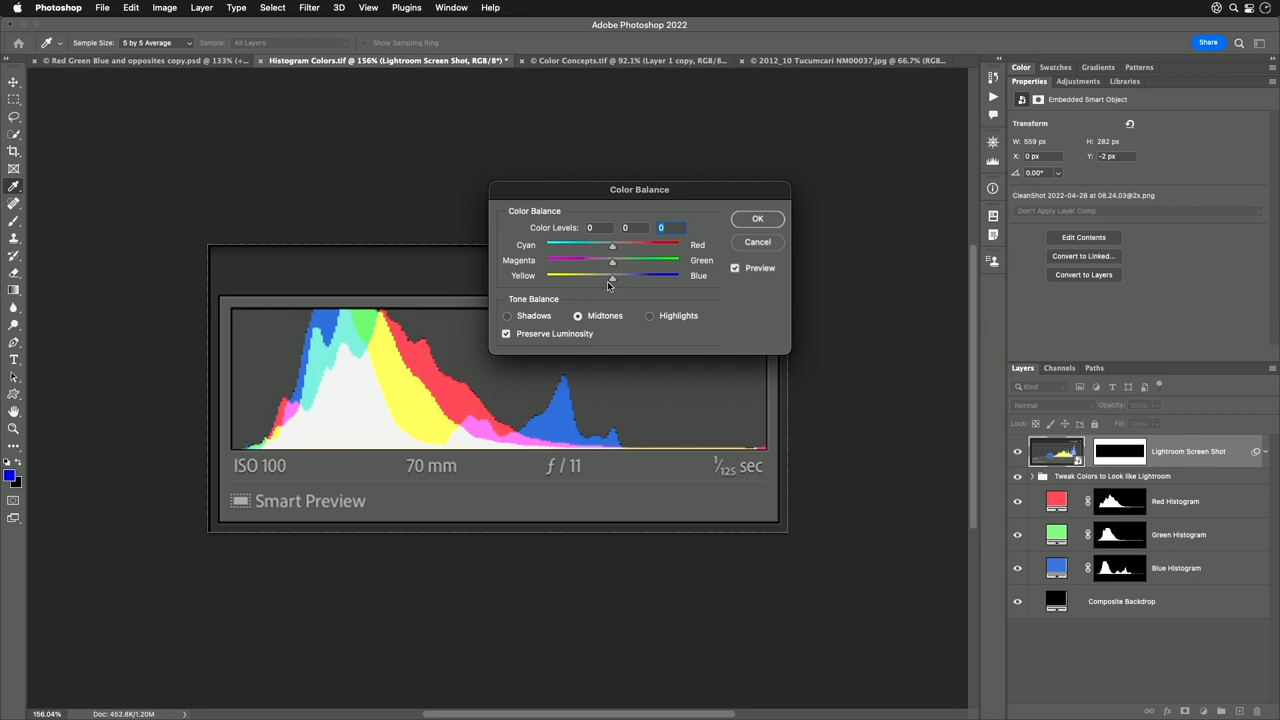 Photoshop File Edit Image Layer Type Select Filter 3D View Plugins Window Help
Adobe Photoshop 2022
Sample Size: 5 by 5 Average Sample: All Layers Show Sampling Ring Share
© Red Green Blue and opposites copy.psd @ 133% (+... Histogram Colors.tif @ 156% (Lightroom Screen Shot, RGB/8*) * © Color Concepts.tif @ 92.1% (Layer 1 copy, RGB/8... © 2012_10 Tucumcari NM00037.jpg @ 66.7% (RGB...
Color Swatches Gradients Patterns
Properties Adjustments Libraries
Embedded Smart Object
Transform
W: 559 px H: 282 px
X: 0 px Y: -2 px
0.00°
CleanShot 2022-04-28 at 08.24.03@2x.png
Don't Apply Layer Comp
Edit Contents
Convert to Linked...
Convert to Layers
Color Balance
Color Balance
Color Levels: 0 0 0
Cyan Red
Magenta Green
Yellow Blue
OK
Cancel
Preview
Tone Balance
Shadows Midtones Highlights
Preserve Luminosity
ISO 100 70 mm ƒ / 11 1/125 sec
Smart Preview
Layers Channels Paths
Kind
Normal Opacity: 100%
Lock: Fill: 100%
Lightroom Screen Shot
Tweak Colors to Look like Lightroom
Red Histogram
Green Histogram
Blue Histogram
Composite Backdrop
156.04% Doc: 452.8K/1.20M